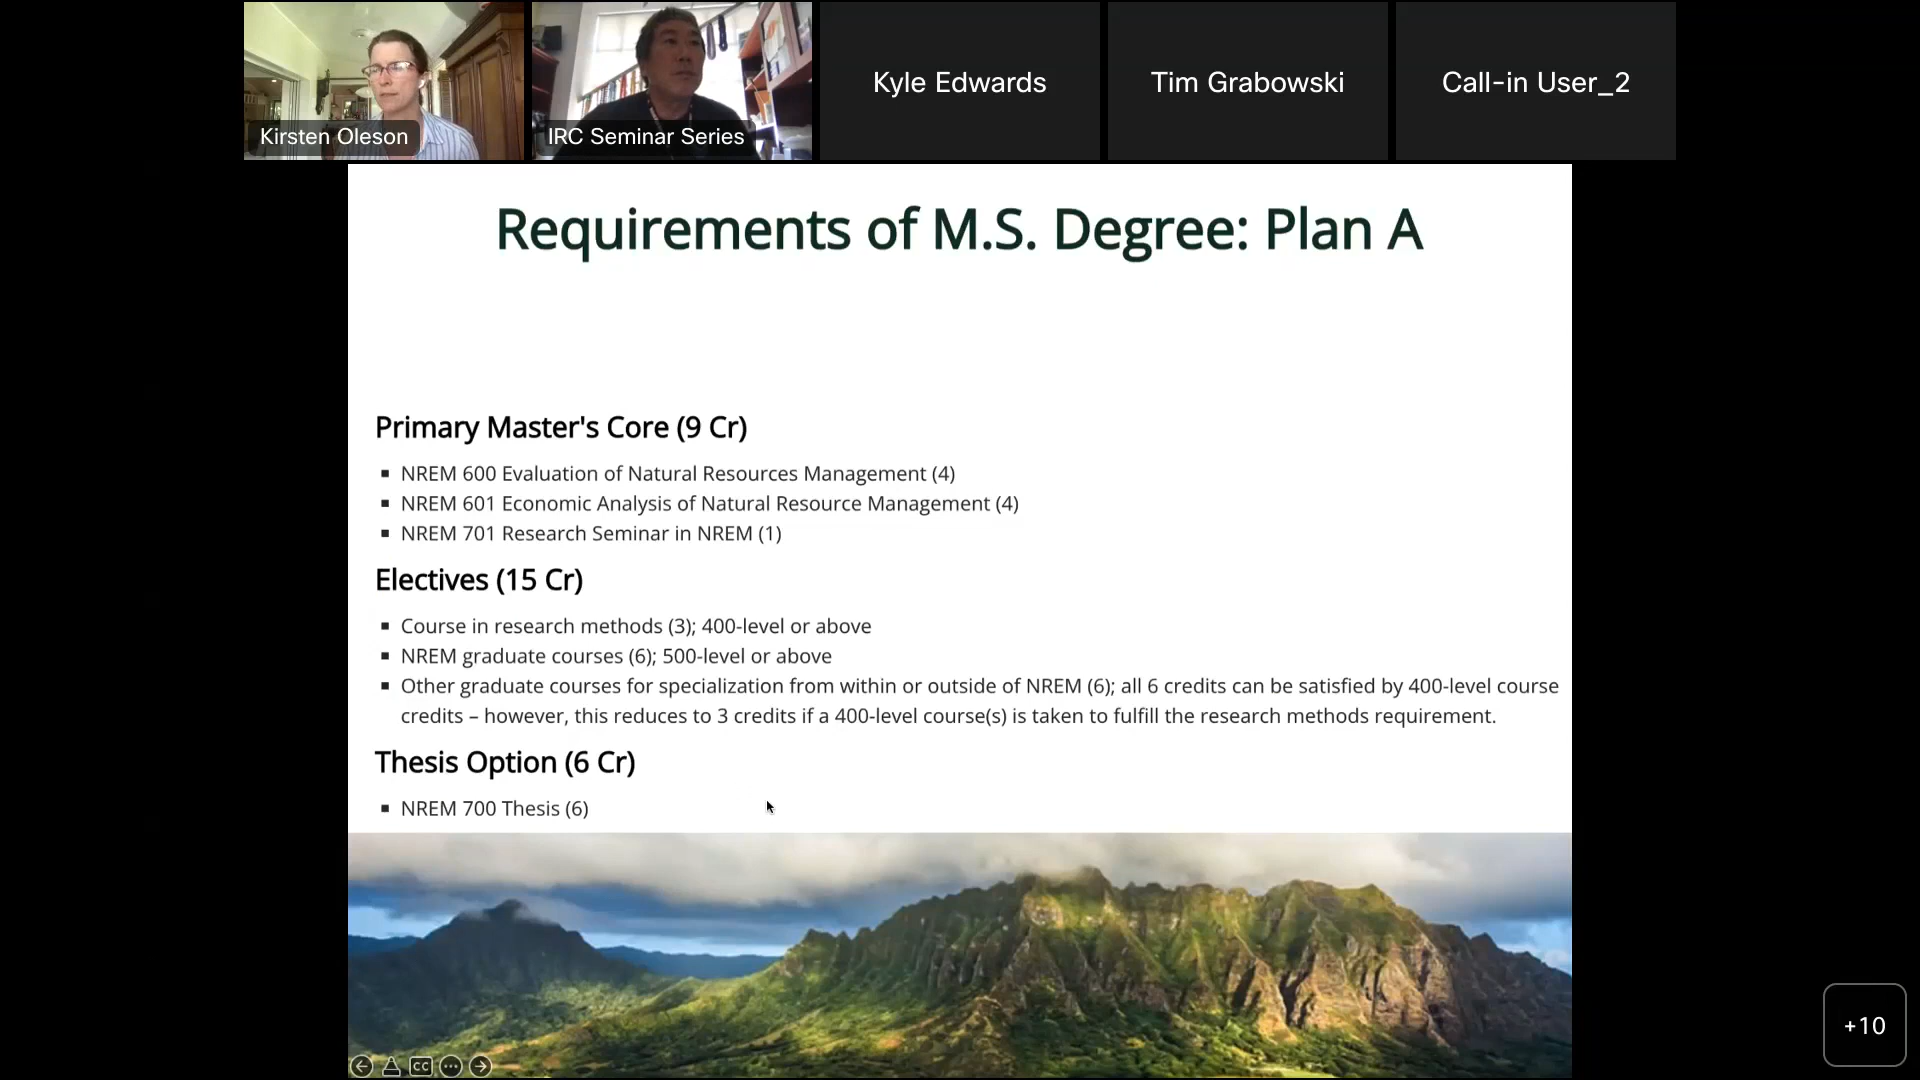 Kirsten Oleson
IRC Seminar Series
Kyle Edwards
Tim Grabowski
Call-in User_2
Requirements of M.S. Degree: Plan A
Primary Master's Core (9 Cr)
▪ NREM 600 Evaluation of Natural Resources Management (4)
▪ NREM 601 Economic Analysis of Natural Resource Management (4)
▪ NREM 701 Research Seminar in NREM (1)
Electives (15 Cr)
▪ Course in research methods (3); 400-level or above
▪ NREM graduate courses (6); 500-level or above
▪ Other graduate courses for specialization from within or outside of NREM (6); all 6 credits can be satisfied by 400-level course
credits – however, this reduces to 3 credits if a 400-level course(s) is taken to fulfill the research methods requirement.
Thesis Option (6 Cr)
▪ NREM 700 Thesis (6)
+10
CC